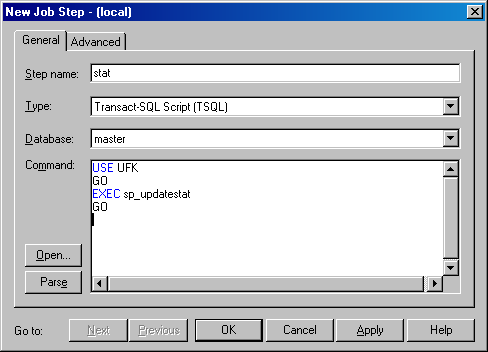 New Job Step - (local)
General
Advanced
Step name:
stat
Type:
Transact-SQL Script (TSQL)
Database:
master
Command:
USE UFK
GO
EXEC sp_updatestat
GO
Open...
Parse
Go to:
Next
Previous
OK
Cancel
Apply
Help